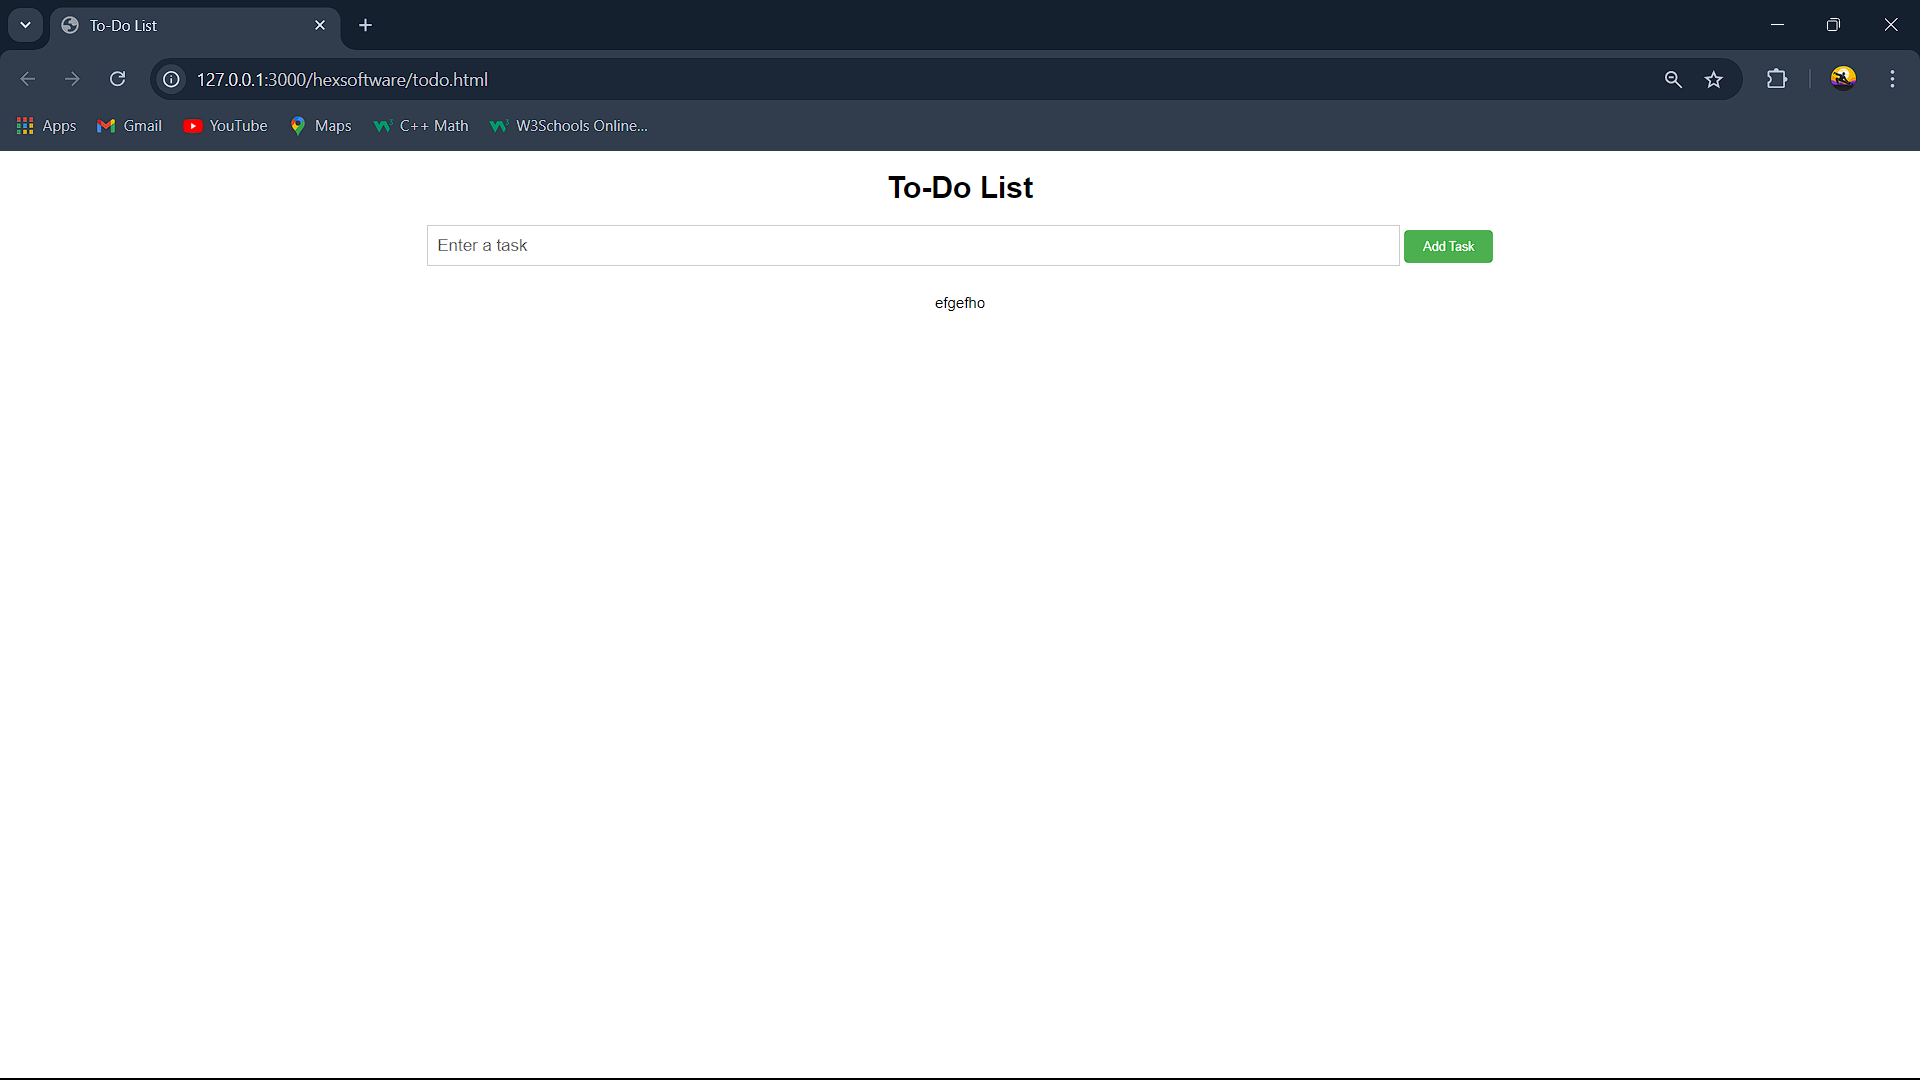 To-Do List
127.0.0.1:3000/hexsoftware/todo.html
Apps Gmail YouTube Maps C++ Math W3Schools Online...
To-Do List
Enter a task Add Task
efgefho